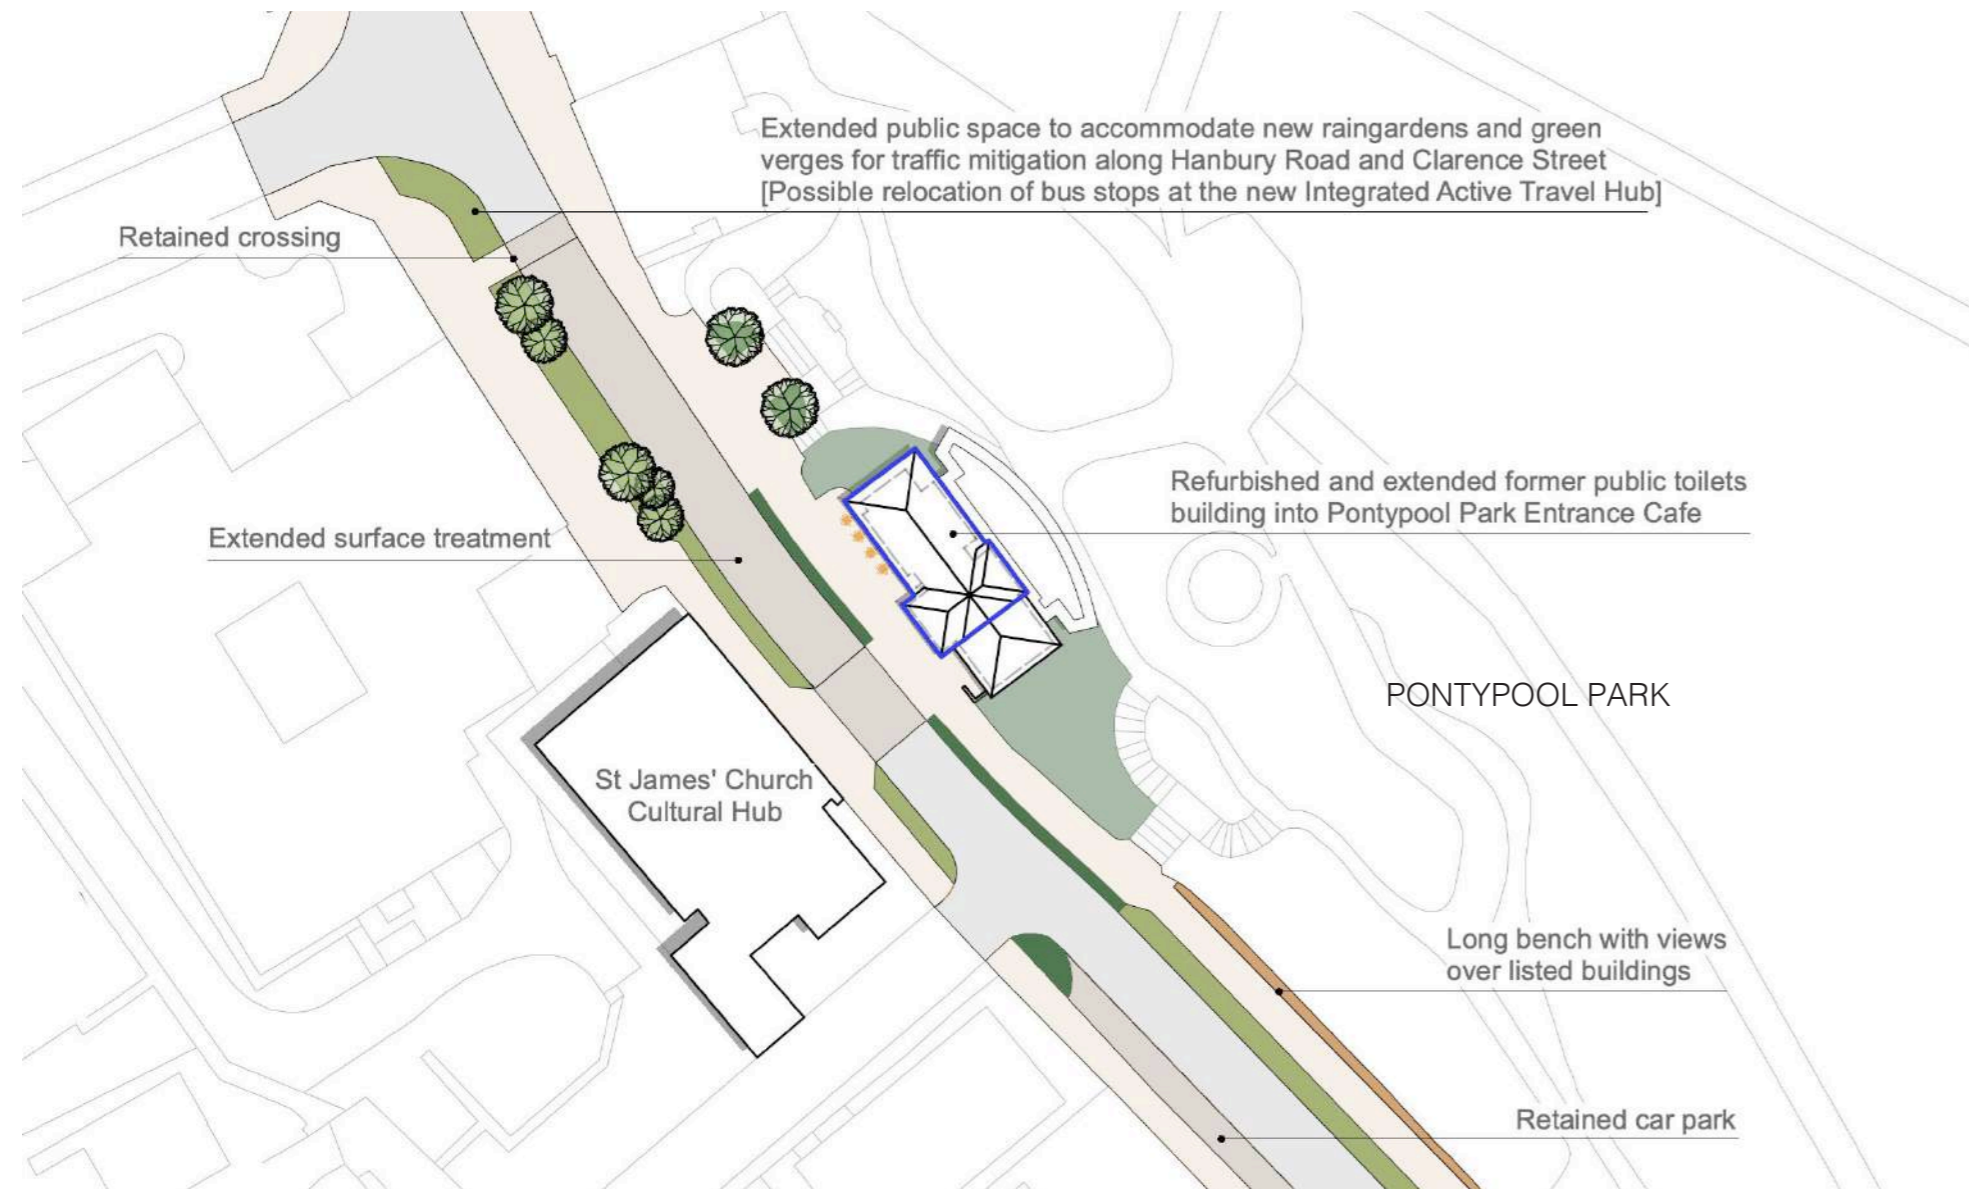 Extended public space to accommodate new raingardens and green
verges for traffic mitigation along Hanbury Road and Clarence Street
[Possible relocation of bus stops at the new Integrated Active Travel Hub]
Retained crossing
Refurbished and extended former public toilets
building into Pontypool Park Entrance Cafe
Extended surface treatment
PONTYPOOL PARK
St James' Church
Cultural Hub
Long bench with views
over listed buildings
Retained car park